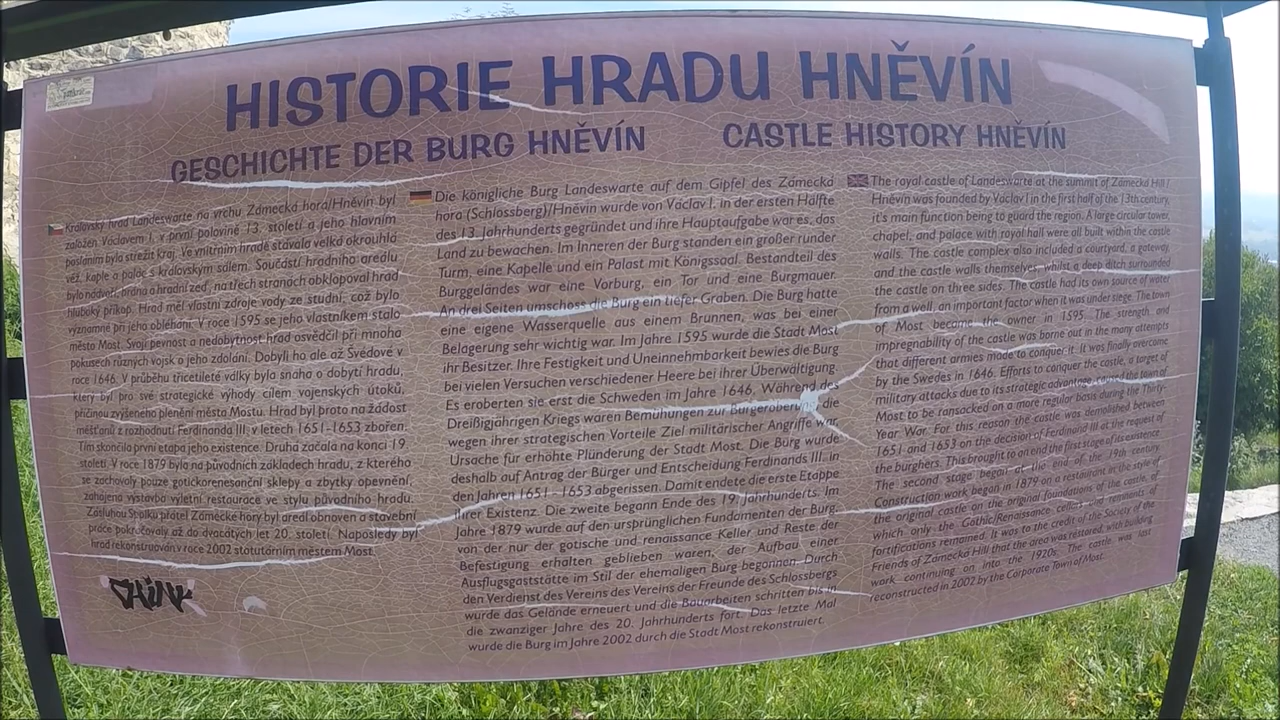 HISTORIE HRADU HNĚVÍN
GESCHICHTE DER BURG HNĚVÍN
CASTLE HISTORY HNĚVÍN
Královský hrad Landeswarte na vrchu Zámecká hora/Hněvín byl
založen Václavem I. v první polovině 13. století a jeho hlavním
posláním bylo střežit kraj. Ve vnitřním hradě stávala velká okrouhlá
věž, kaple a palác s královským sálem. Součástí hradního areálu
bylo nádvoří, brána a hradní zeď, na třech stranách obklopoval hrad
hluboký příkop. Hrad měl vlastní zdroje vody ze studní, což bylo
významné při jeho obléhání. V roce 1595 se jeho vlastníkem stalo
město Most. Svoji pevnost a nedobytnost hrad osvědčil při mnoha
pokusech různých vojsk o jeho zdolání. Dobyli ho ale až Švédové v
roce 1646. V průběhu třicetileté války byla snaha o dobytí hradu,
který byl pro své strategické výhody cílem vojenských útoků,
příčinou zvýšeného plenění města Mostu. Hrad byl proto na žádost
měšťanů z rozhodnutí Ferdinanda III. v letech 1651-1653 zbořen.
Tím skončila první etapa jeho existence. Druhá začala na konci 19.
století. V roce 1879 byla na původních základech hradu, z kterého
se zachovaly pouze gotickorenesanční sklepy a zbytky opevnění,
zahájena výstavba výletní restaurace ve stylu původního hradu.
Zásluhou Spolku přátel Zámecké hory byl areál obnoven a stavební
práce pokračovaly až do dvacátých let 20. století. Naposledy byl
hrad rekonstruován v roce 2002 statutárním městem Most.
Die königliche Burg Landeswarte auf dem Gipfel des Zámecká
hora (Schlossberg)/Hněvín wurde von Václav I. in der ersten Hälfte
des 13. Jahrhunderts gegründet und ihre Hauptaufgabe war es, das
Land zu bewachen. Im Inneren der Burg standen ein großer runder
Turm, eine Kapelle und ein Palast mit Königssaal. Bestandteil des
Burggeländes war eine Vorburg, ein Tor und eine Burgmauer.
An drei Seiten umschloss die Burg ein tiefer Graben. Die Burg hatte
eine eigene Wasserquelle aus einem Brunnen, was bei einer
Belagerung sehr wichtig war. Im Jahre 1595 wurde die Stadt Most
ihr Besitzer. Ihre Festigkeit und Uneinnehmbarkeit bewies die Burg
bei vielen Versuchen verschiedener Heere bei ihrer Überwältigung.
Es eroberten sie erst die Schweden im Jahre 1646. Während des
Dreißigjährigen Kriegs waren Bemühungen zur Burgeroberung, die
wegen ihrer strategischen Vorteile Ziel militärischer Angriffe war,
Ursache für erhöhte Plünderung der Stadt Most. Die Burg wurde
deshalb auf Antrag der Bürger und Entscheidung Ferdinands III. in
den Jahren 1651 - 1653 abgerissen. Damit endete die erste Etappe
ihrer Existenz. Die zweite begann Ende des 19. Jahrhunderts. Im
Jahre 1879 wurde auf den ursprünglichen Fundamenten der Burg,
von der nur der gotische und renaissance Keller und Reste der
Befestigung erhalten geblieben waren, der Aufbau einer
Ausflugsgaststätte im Stil der ehemaligen Burg begonnen. Durch
den Verdienst des Vereins des Vereins der Freunde des Schlossbergs
wurde das Gelände erneuert und die Bauarbeiten schritten bis in
die zwanziger Jahre des 20. Jahrhunderts fort. Das letzte Mal
wurde die Burg im Jahre 2002 durch die Stadt Most rekonstruiert.
The royal castle of Landeswarte at the summit of Zámecká Hill /
Hněvín was founded by Václav I in the first half of the 13th century,
it's main function being to guard the region. A large circular tower,
chapel, and palace with royal hall were all built within the castle
walls. The castle complex also included a courtyard, a gateway,
and the castle walls themselves, whilst a deep ditch surrounded
the castle on three sides. The castle had its own source of water
from a well, an important factor when it was under siege. The town
of Most became the owner in 1595. The strength and
impregnability of the castle was borne out in the many attempts
that different armies made to conquer it. It was finally overcome
by the Swedes in 1646. Efforts to conquer the castle, a target of
military attacks due to its strategic advantage, caused the town of
Most to be ransacked on a more regular basis during the Thirty-
Year War. For this reason the castle was demolished between
1651 and 1653 on the decision of Ferdinand III at the request of
the burghers. This brought to an end the first stage of its existence.
The second stage began at the end of the 19th century.
Construction work began in 1879 on a restaurant in the style of
the original castle on the original foundations of the castle, of
which only the Gothic/Renaissance cellars and remnants of
fortifications remained. It was to the credit of the Society of the
Friends of Zámecká Hill that the area was restored, with building
work continuing on into the 1920s. The castle was last
reconstructed in 2002 by the Corporate Town of Most.